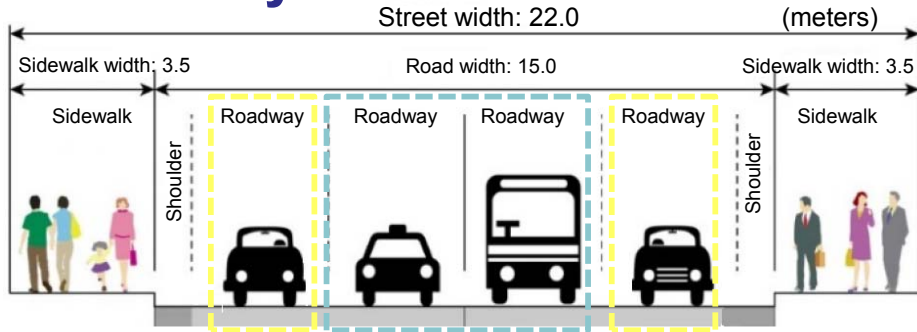 Street width: 22.0 (meters)
Sidewalk width: 3.5 Road width: 15.0 Sidewalk width: 3.5
Sidewalk Roadway Roadway Roadway Roadway Sidewalk
Shoulder
Shoulder